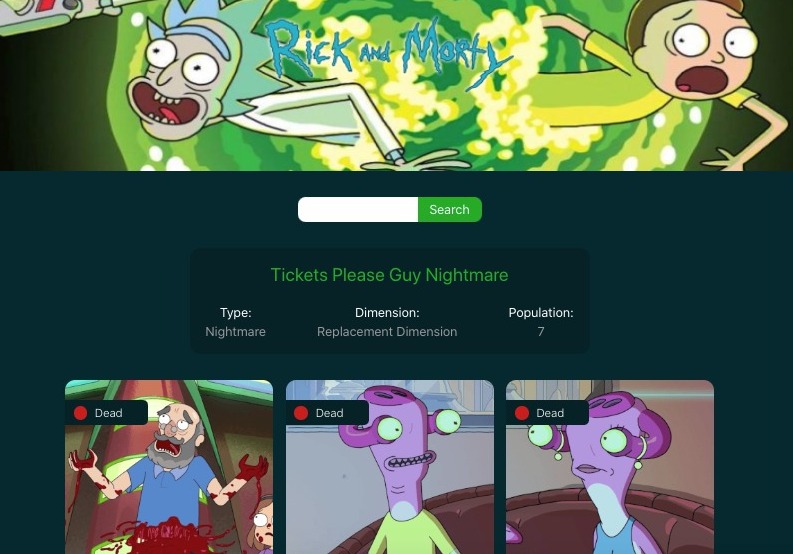 Rick and Morty
Search
Tickets Please Guy Nightmare
Type: Dimension: Population:
Nightmare Replacement Dimension 7
Dead Dead Dead